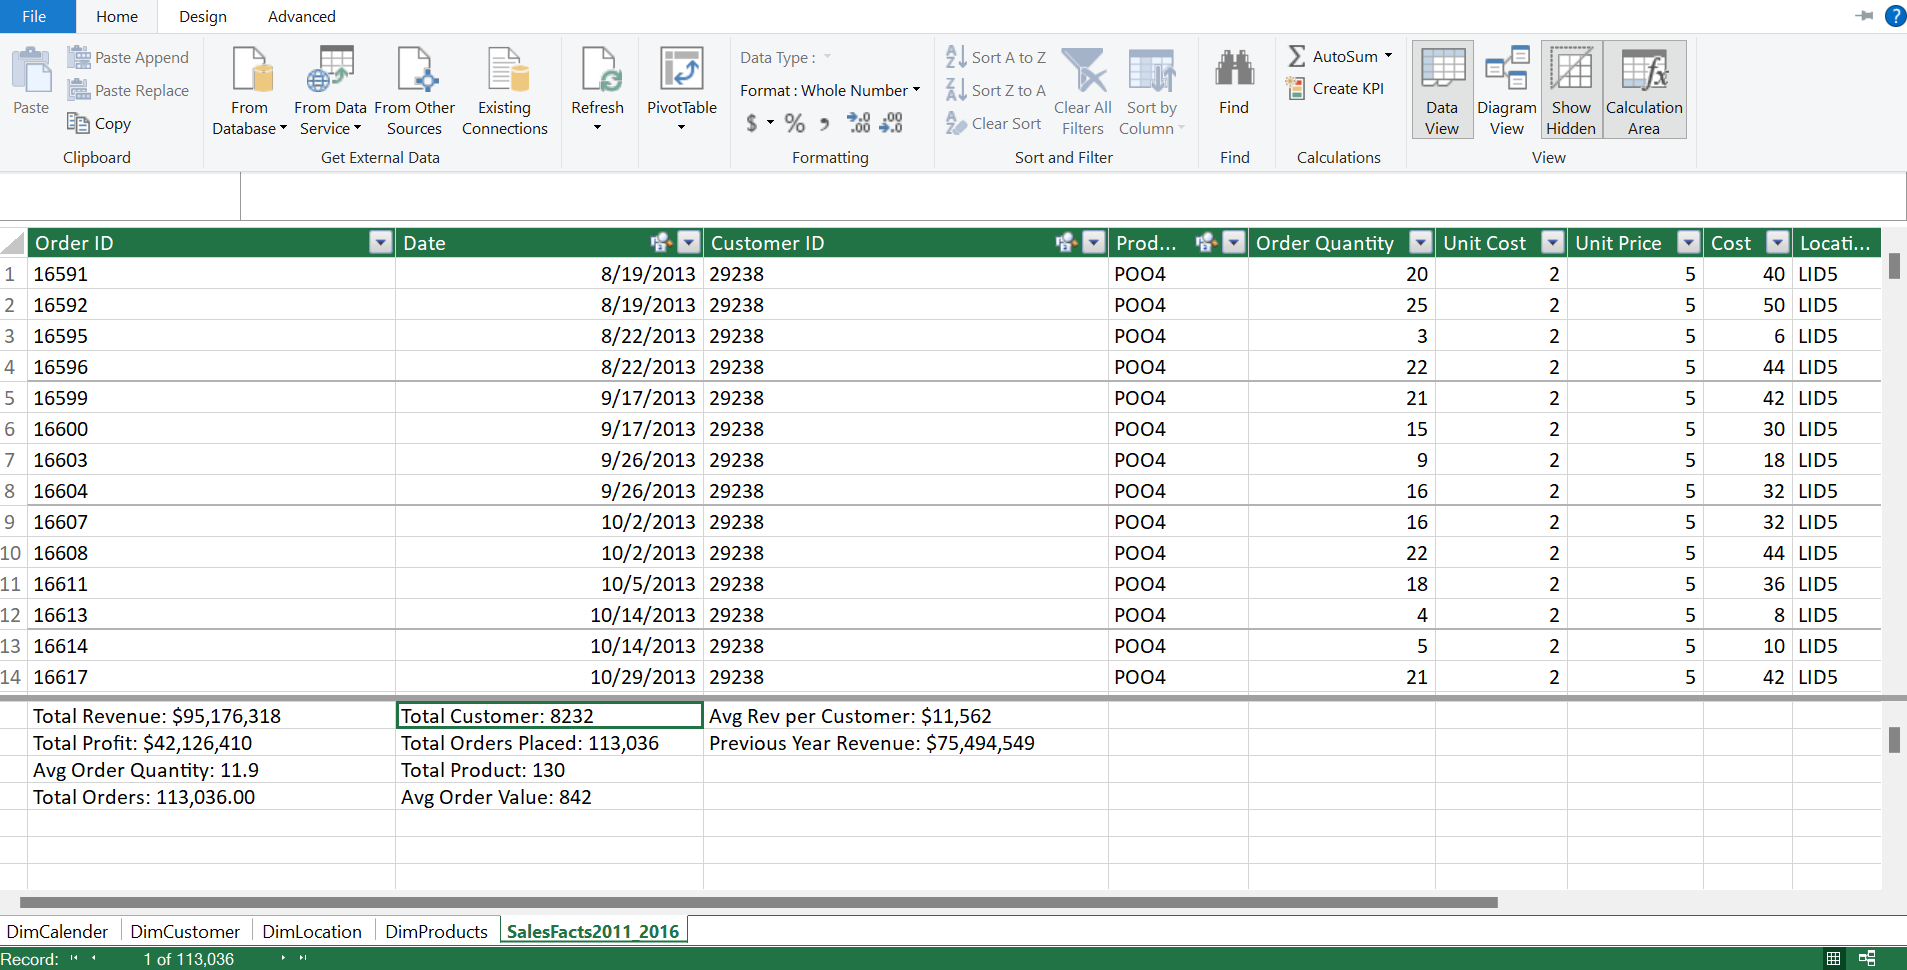 File Home Design Advanced
Paste
Paste Append
Paste Replace
Copy
Clipboard
From Database
From Data Service
From Other Sources
Existing Connections
Get External Data
Refresh
PivotTable
Data Type :
Format : Whole Number
$ % , .00 .00
Formatting
Sort A to Z
Sort Z to A
Clear Sort
Clear All Filters
Sort by Column
Sort and Filter
Find
Find
AutoSum
Create KPI
Calculations
Data View
Diagram View
Show Hidden
Calculation Area
View
Order ID Date Customer ID Prod... Order Quantity Unit Cost Unit Price Cost Locati...
1 16591 8/19/2013 29238 POO4 20 2 5 40 LID5
2 16592 8/19/2013 29238 POO4 25 2 5 50 LID5
3 16595 8/22/2013 29238 POO4 3 2 5 6 LID5
4 16596 8/22/2013 29238 POO4 22 2 5 44 LID5
5 16599 9/17/2013 29238 POO4 21 2 5 42 LID5
6 16600 9/17/2013 29238 POO4 15 2 5 30 LID5
7 16603 9/26/2013 29238 POO4 9 2 5 18 LID5
8 16604 9/26/2013 29238 POO4 16 2 5 32 LID5
9 16607 10/2/2013 29238 POO4 16 2 5 32 LID5
10 16608 10/2/2013 29238 POO4 22 2 5 44 LID5
11 16611 10/5/2013 29238 POO4 18 2 5 36 LID5
12 16613 10/14/2013 29238 POO4 4 2 5 8 LID5
13 16614 10/14/2013 29238 POO4 5 2 5 10 LID5
14 16617 10/29/2013 29238 POO4 21 2 5 42 LID5
Total Revenue: $95,176,318 Total Customer: 8232 Avg Rev per Customer: $11,562
Total Profit: $42,126,410 Total Orders Placed: 113,036 Previous Year Revenue: $75,494,549
Avg Order Quantity: 11.9 Total Product: 130
Total Orders: 113,036.00 Avg Order Value: 842
DimCalender DimCustomer DimLocation DimProducts SalesFacts2011_2016
Record: 1 of 113,036